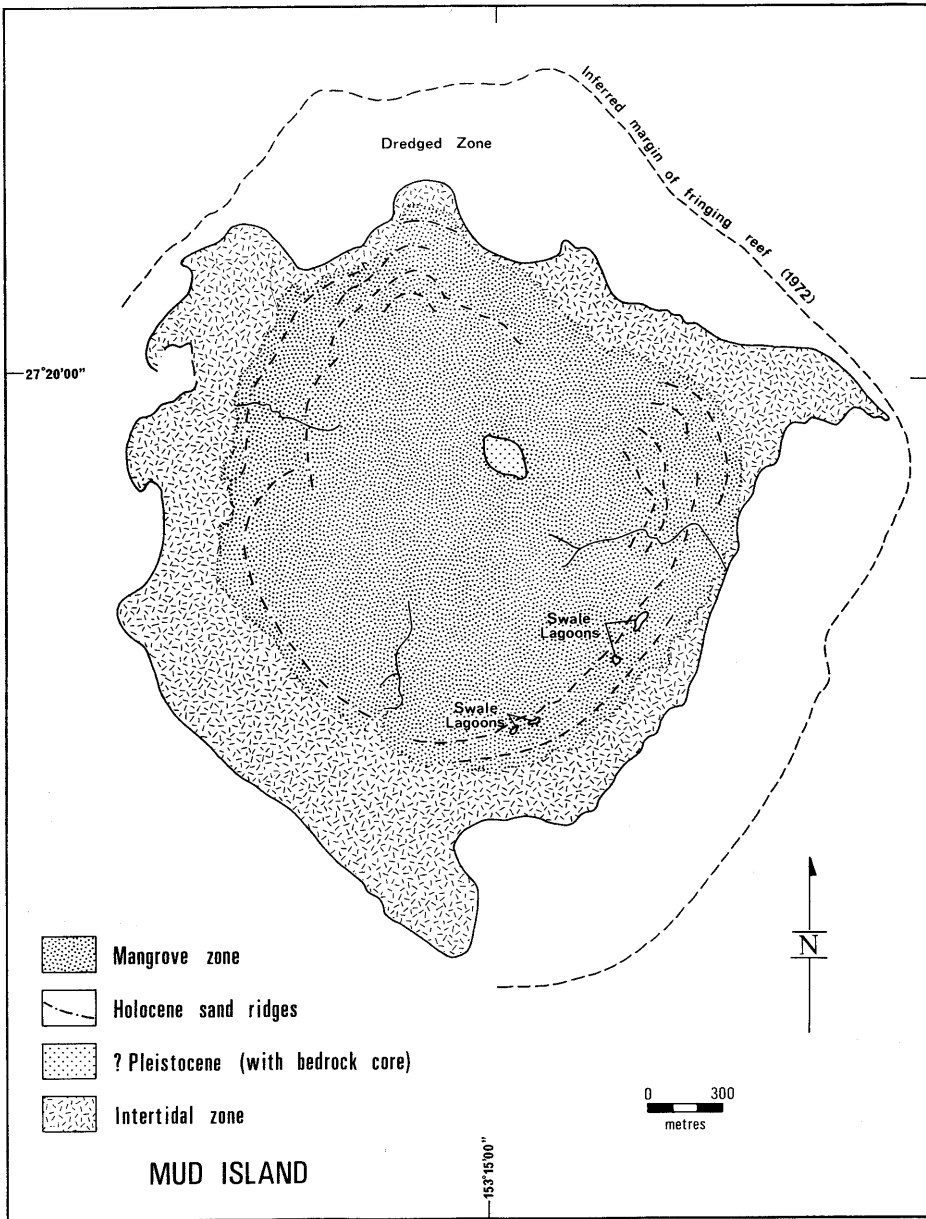 Inferred margin of fringing reef (1972)
Dredged Zone
27°20'00"
Swale
Lagoons
Swale
Lagoons
N
Mangrove zone
Holocene sand ridges
? Pleistocene (with bedrock core)
Intertidal zone
0 300
metres
MUD ISLAND
153°15'00"